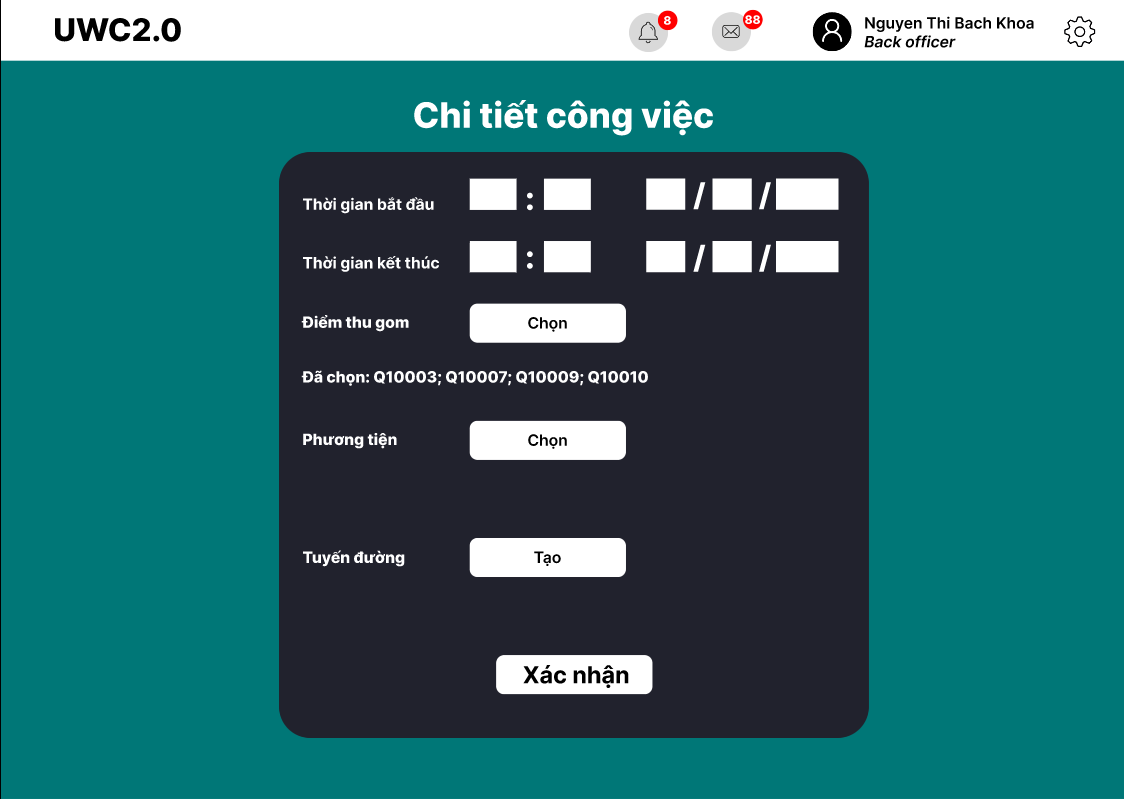 UWC2.0
8
88
Nguyen Thi Bach Khoa
Back officer
Chi tiết công việc
Thời gian bắt đầu : / /
Thời gian kết thúc : / /
Điểm thu gom Chọn
Đã chọn: Q10003; Q10007; Q10009; Q10010
Phương tiện Chọn
Tuyến đường Tạo
Xác nhận